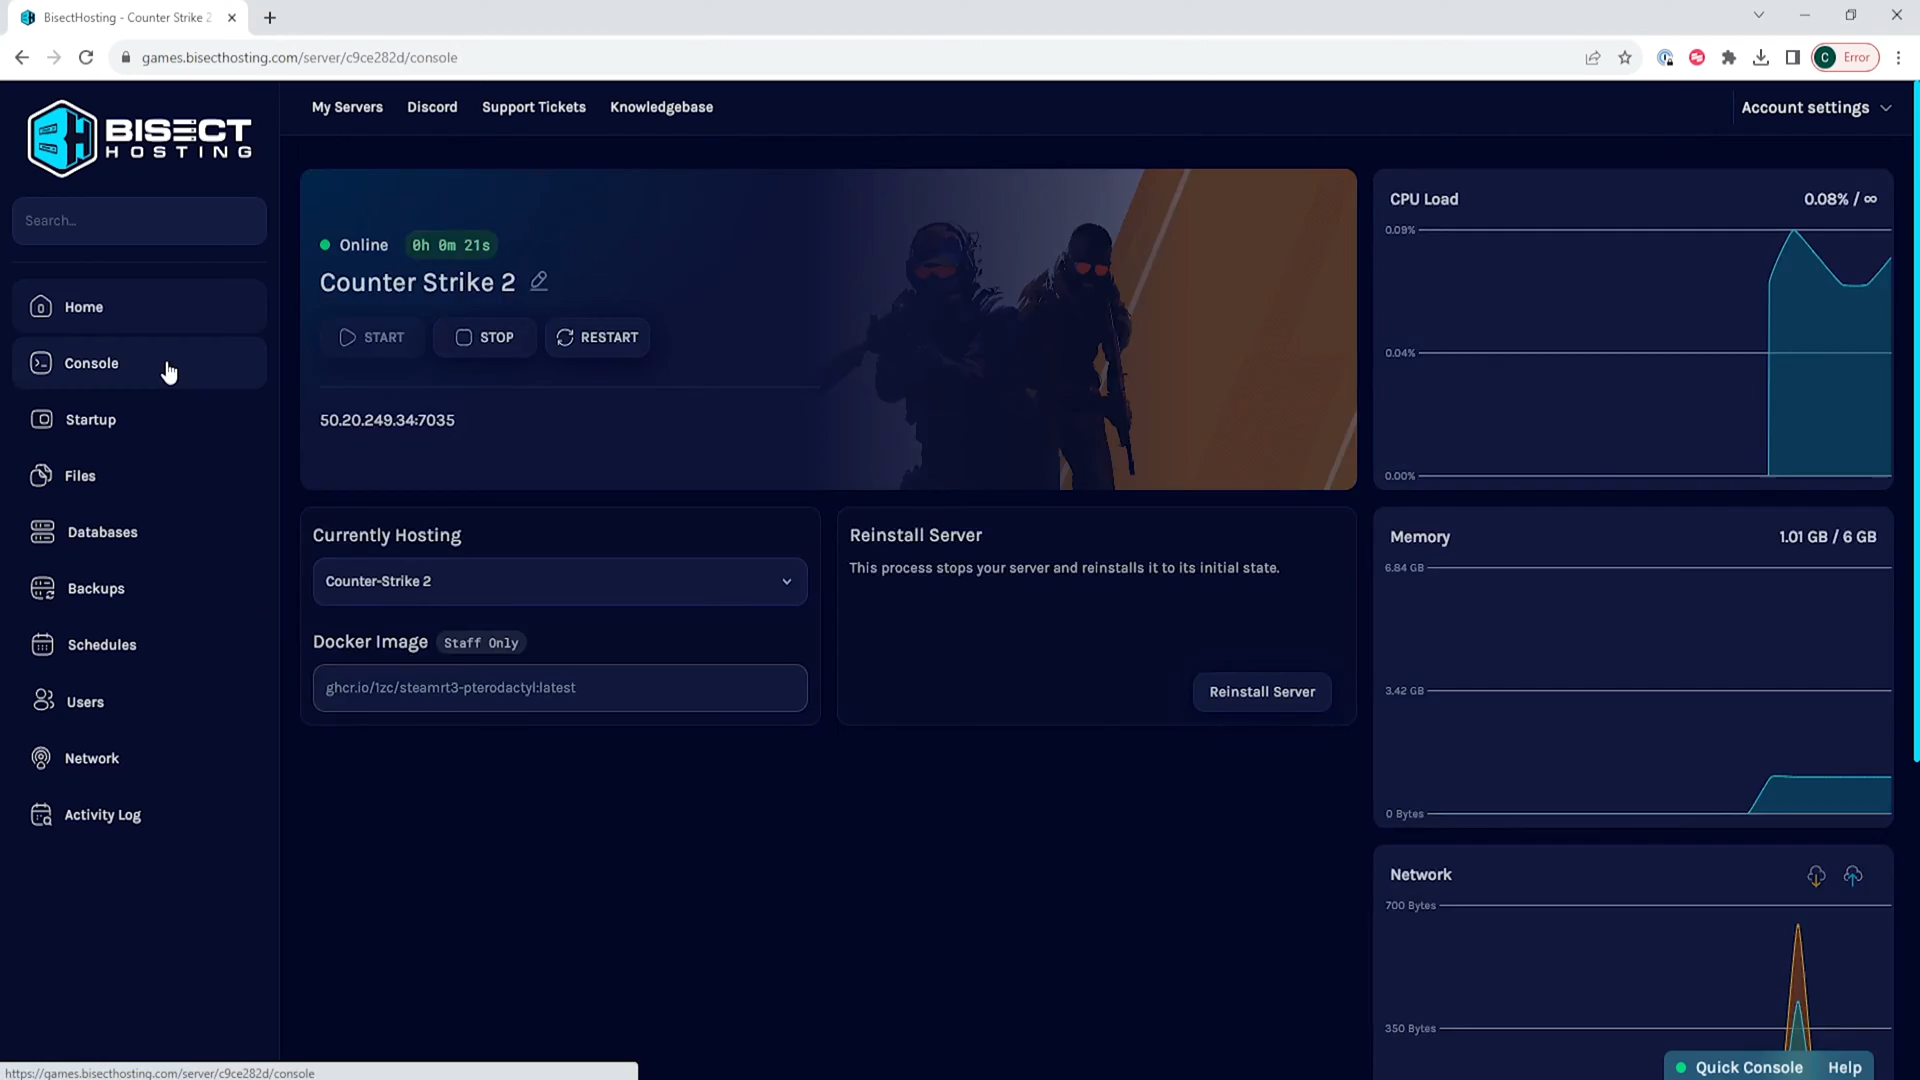 BisectHosting - Counter Strike 2
games.bisecthosting.com/server/c9ce282d/console
C Error
BISECT
HOSTING
My Servers Discord Support Tickets Knowledgebase
Account settings
Search...
Home
Console
Startup
Files
Databases
Backups
Schedules
Users
Network
Activity Log
Online 0h 0m 21s
Counter Strike 2
START STOP RESTART
50.20.249.34:7035
Currently Hosting
Counter-Strike 2
Docker Image Staff Only
ghcr.io/1zc/steamrt3-pterodactyl:latest
Reinstall Server
This process stops your server and reinstalls it to its initial state.
Reinstall Server
CPU Load 0.08% / ∞
0.09%
0.04%
0.00%
Memory 1.01 GB / 6 GB
6.84 GB
3.42 GB
0 Bytes
Network
700 Bytes
350 Bytes
Quick Console Help
https://games.bisecthosting.com/server/c9ce282d/console